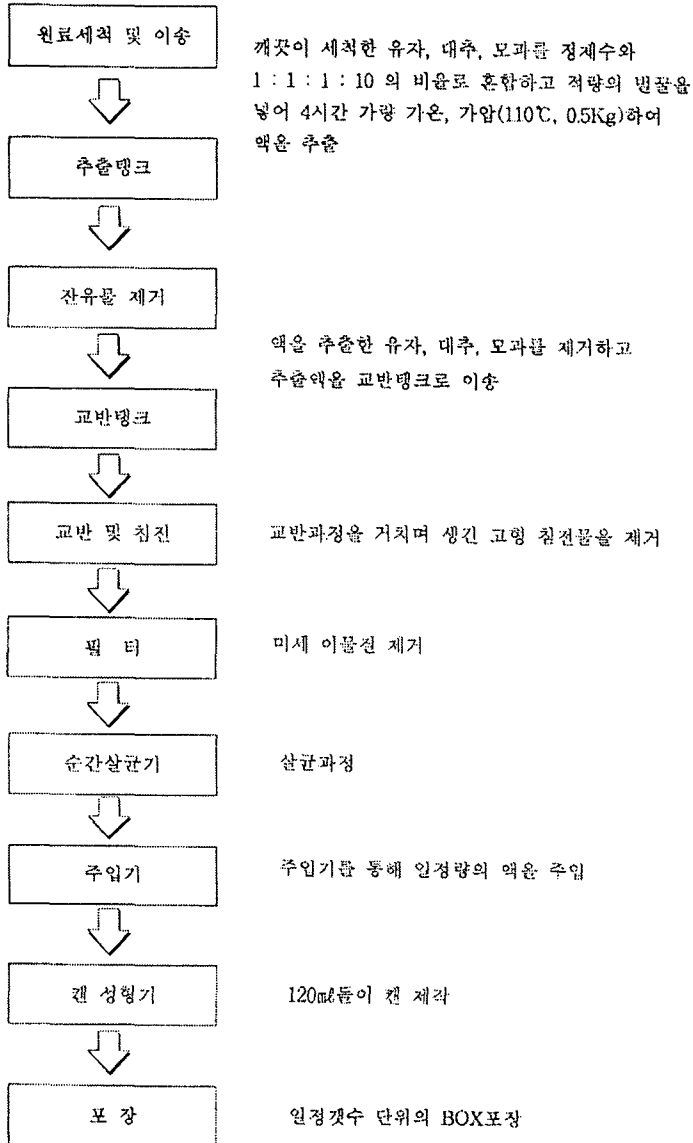 원료세척 및 이송
깨끗이 세척한 유자, 대추, 모과를 정제수와
1 : 1 : 1 : 10 의 비율로 혼합하고 적량의 벌꿀을
넣어 4시간 가량 가온, 가압(110℃, 0.5Kg)하여
액을 추출
추출탱크
잔유물 제거
액을 추출한 유자, 대추, 모과를 제거하고
추출액을 교반탱크로 이송
교반탱크
교반 및 침전
교반과정을 거치며 생긴 고형 침전물을 제거
필 터
미세 이물질 제거
순간살균기
살균과정
주입기
주입기를 통해 일정량의 액을 주입
캔 성형기
120㎖들이 캔 제작
포 장
일정갯수 단위의 BOX포장